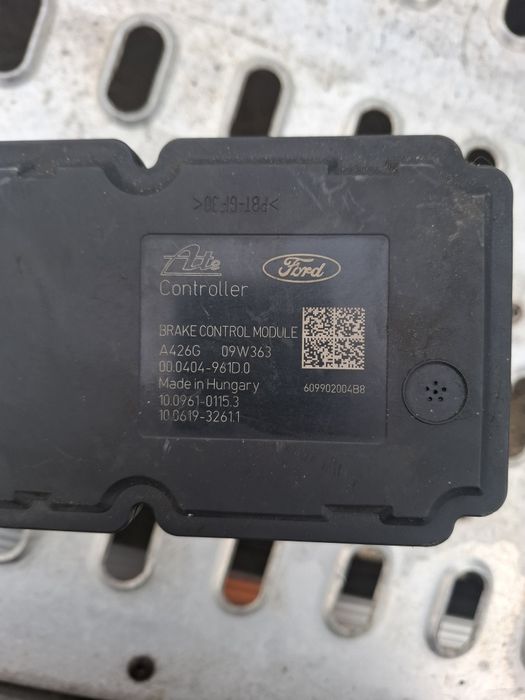 >PBT-GF30<
Ate
Ford
Controller
BRAKE CONTROL MODULE
A426G 09W363
00.0404-961D.0
Made in Hungary
10.0961-0115.3
10.0619-3261.1
609902004B8